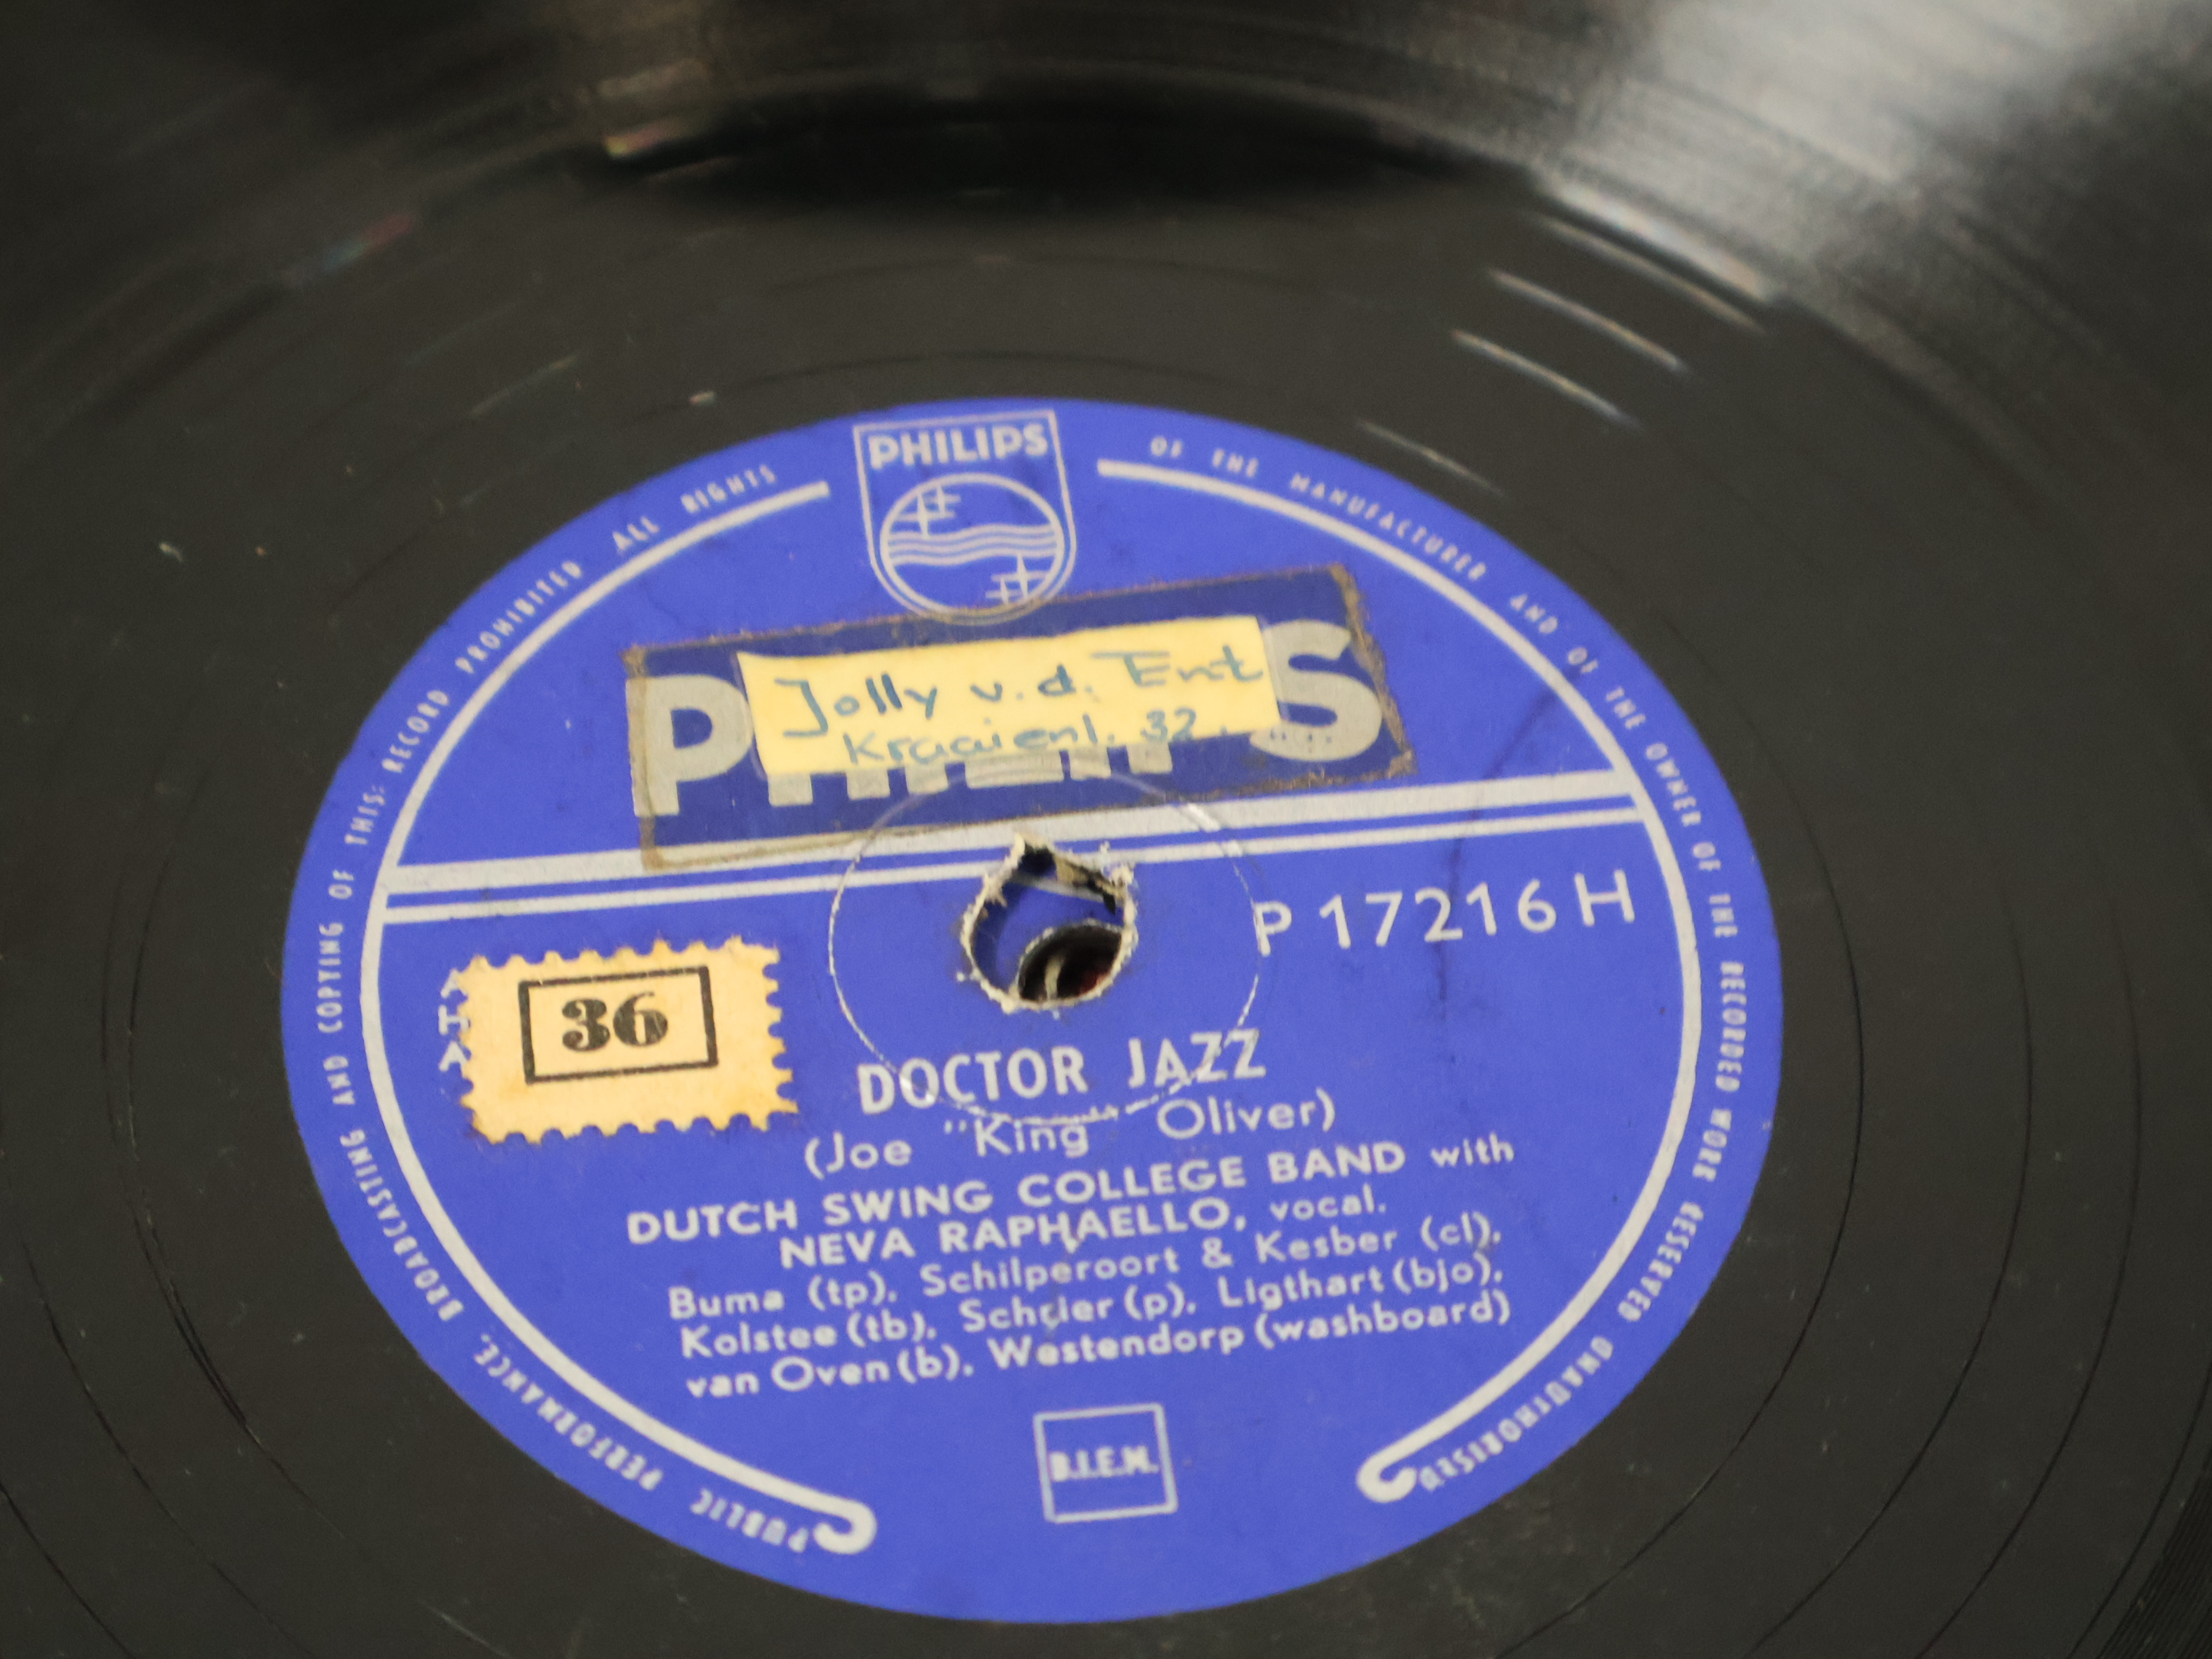 PHILIPS
PHILIPS
Jolly v.d. Ent
Kraaienl. 32.
P 17216 H
36
DOCTOR JAZZ
(Joe "King" Oliver)
DUTCH SWING COLLEGE BAND with
NEVA RAPHAELLO, vocal.
Buma (tp), Schilperoort & Kesber (cl),
Kolstee (tb), Schrier (p), Ligthart (bjo),
van Oven (b), Westendorp (washboard)
B.I.E.M.
ALL RIGHTS OF THE MANUFACTURER AND OF THE OWNER OF THE RECORDED WORK RESERVED UNAUTHORISED PUBLIC PERFORMANCE, BROADCASTING AND COPYING OF THIS: RECORD PROHIBITED